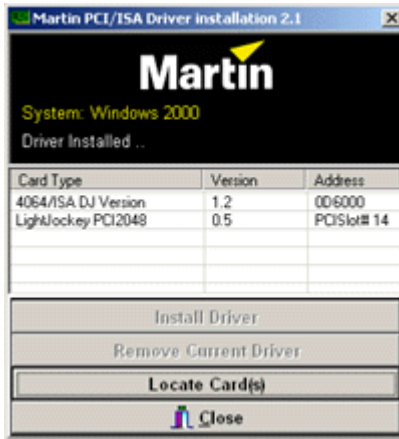 Martin PCI/ISA Driver installation 2.1
Martin
System: Windows 2000
Driver Installed ..
Card Type Version Address
4064/ISA DJ Version 1.2 0D6000
LightJockey PCI2048 0.5 PCISlot# 14
Install Driver
Remove Current Driver
Locate Card(s)
Close